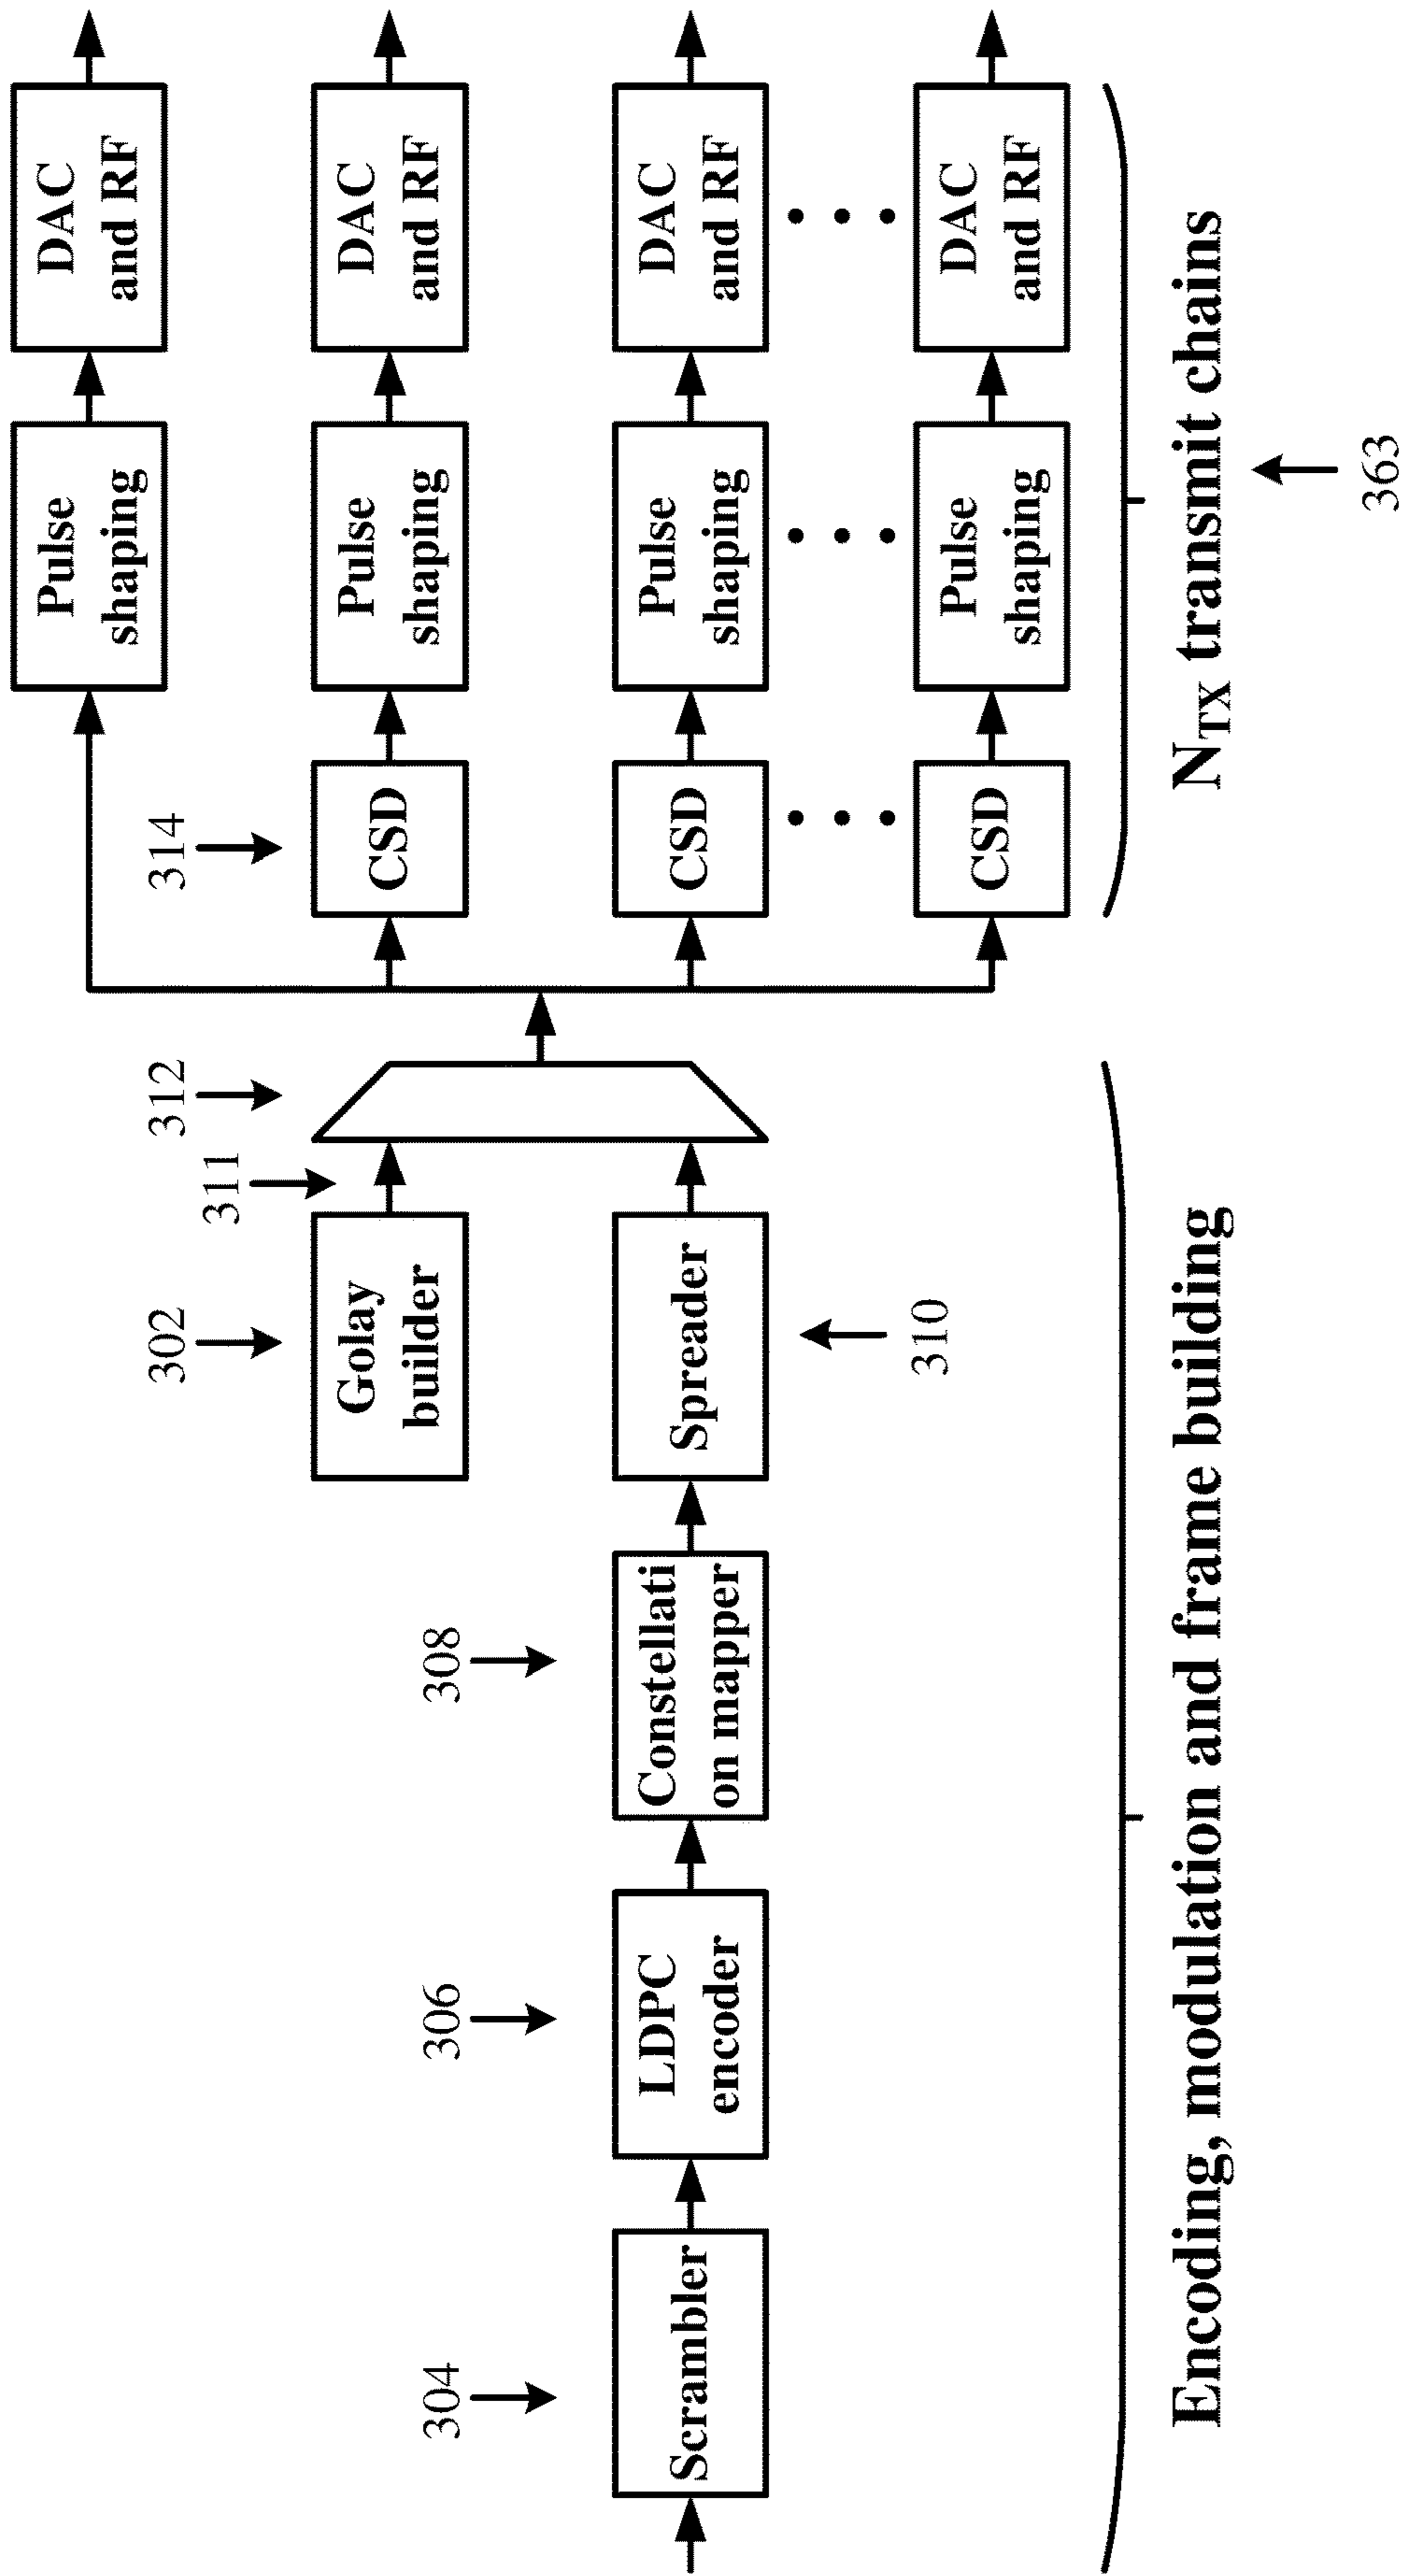 Pulse
shaping
DAC
and RF
314
CSD
Pulse
shaping
DAC
and RF
312
311
302
Golay
builder
308
306
304
Scrambler
LDPC
encoder
Constellati
on mapper
Spreader
310
CSD
Pulse
shaping
DAC
and RF
CSD
Pulse
shaping
DAC
and RF
Encoding, modulation and frame building
NTX transmit chains
363